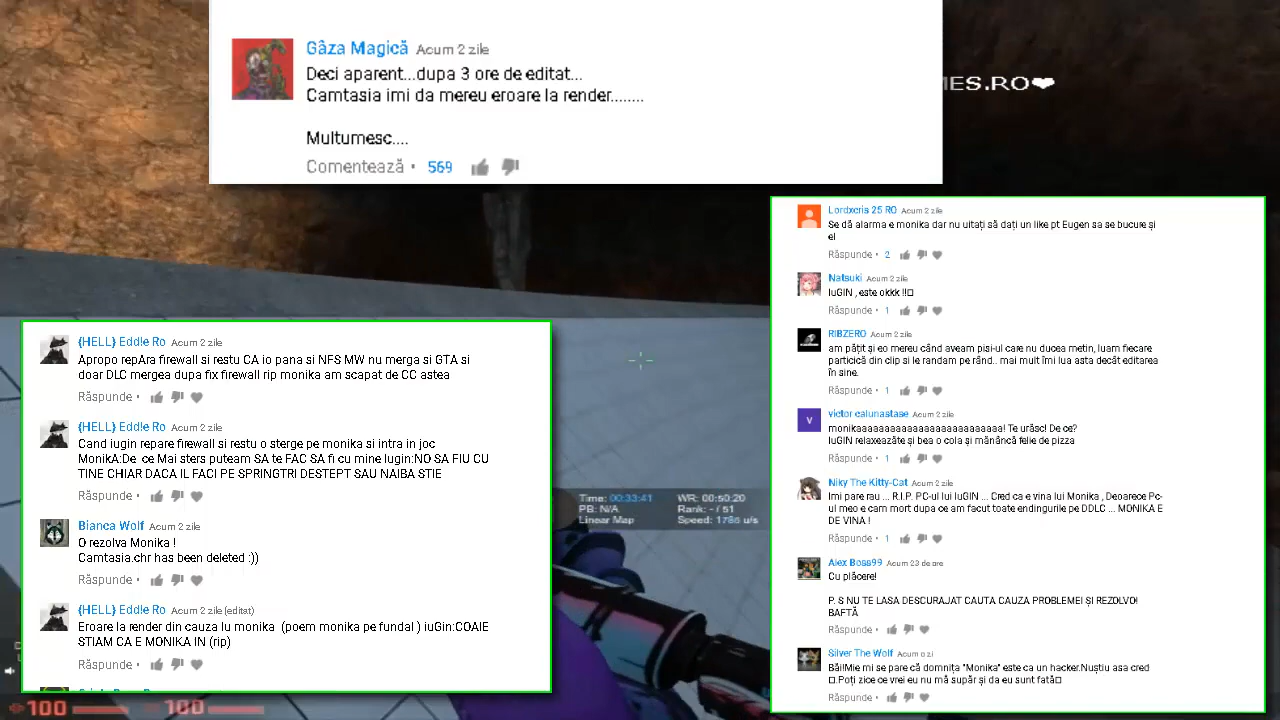 Gâza Magică Acum 2 zile
Deci aparent...dupa 3 ore de editat...
Camtasia imi da mereu eroare la render........
Multumesc....
Comentează • 569
ES.RO❤
Lordxcris 25 RO Acum 2 zile
Se dă alarma e monika dar nu uitați să dați un like pt Eugen sa se bucure și
el
Răspunde • 2
Natsuki Acum 2 zile
IuGIN , este okkk !!□
Răspunde • 1
RIBZERO Acum 2 zile
am pățit și eo mereu când aveam pisi-ul care nu ducea metin, luam fiecare
particică din clip si le randam pe rând.. mai mult îmi lua asta decât editarea
în sine.
Răspunde • 1
victor calunastase Acum 2 zile
V
monikaaaaaaaaaaaaaaaaaaaaaaaaaa! Te urăsc! De ce?
IuGIN relaxeazăte și bea o cola și mănâncă felie de pizza
Răspunde • 1
Niky The Kitty-Cat Acum 2 zile
Imi pare rau ... R.I.P. PC-ul lui IuGIN ... Cred ca e vina lui Monika , Deoarece Pc-
ul meo e cam mort dupa ce am facut toate endingurile pe DDLC ... MONIKA E
DE VINA !
Răspunde • 1
Alex Boss99 Acum 23 de ore
Cu plăcere!
P. S NU TE LASA DESCURAJAT CAUTA CAUZA PROBLEMEI ȘI REZOLVO!
BAFTĂ
Răspunde •
Silver The Wolf Acum o zi
Băi!Mie mi se pare că domnița "Monika" este ca un hacker.Nuștiu asa cred
□.Poți zice ce vrei eu nu mă supăr și da eu sunt fată□
Răspunde •
{HELL} Edd!e Ro Acum 2 zile
Apropo repAra firewall si restu CA in pana si NFS MW nu merga si GTA si
doar DLC mergea dupa fix firewall rip monika am scapat de CC astea
Răspunde •
{HELL} Edd!e Ro Acum 2 zile
Cand iugin repare firewall si restu o sterge pe monika si intra in joc
MonikA:De ce Mai sters puteam SA te FAC SA fi cu mine Iugin:NO SA FIU CU
TINE CHIAR DACA IL FACI PE SPRINGTRI DESTEPT SAU NAIBA STIE
Răspunde •
Bianca Wolf Acum 2 zile
O rezolva Monika !
Camtasia chr has been deleted :))
Răspunde •
{HELL} Edd!e Ro Acum 2 zile (editat)
Eroare la render din cauza lu monika (poem monika pe fundal ) iuGin:COAIE
STIAM CA E MONIKA IN (rip)
Răspunde •
Time: 00:33:41 WR: 00:50:20
PB: N/A Rank: - / 51
Linear Map Speed: 1786 u/s
100 100